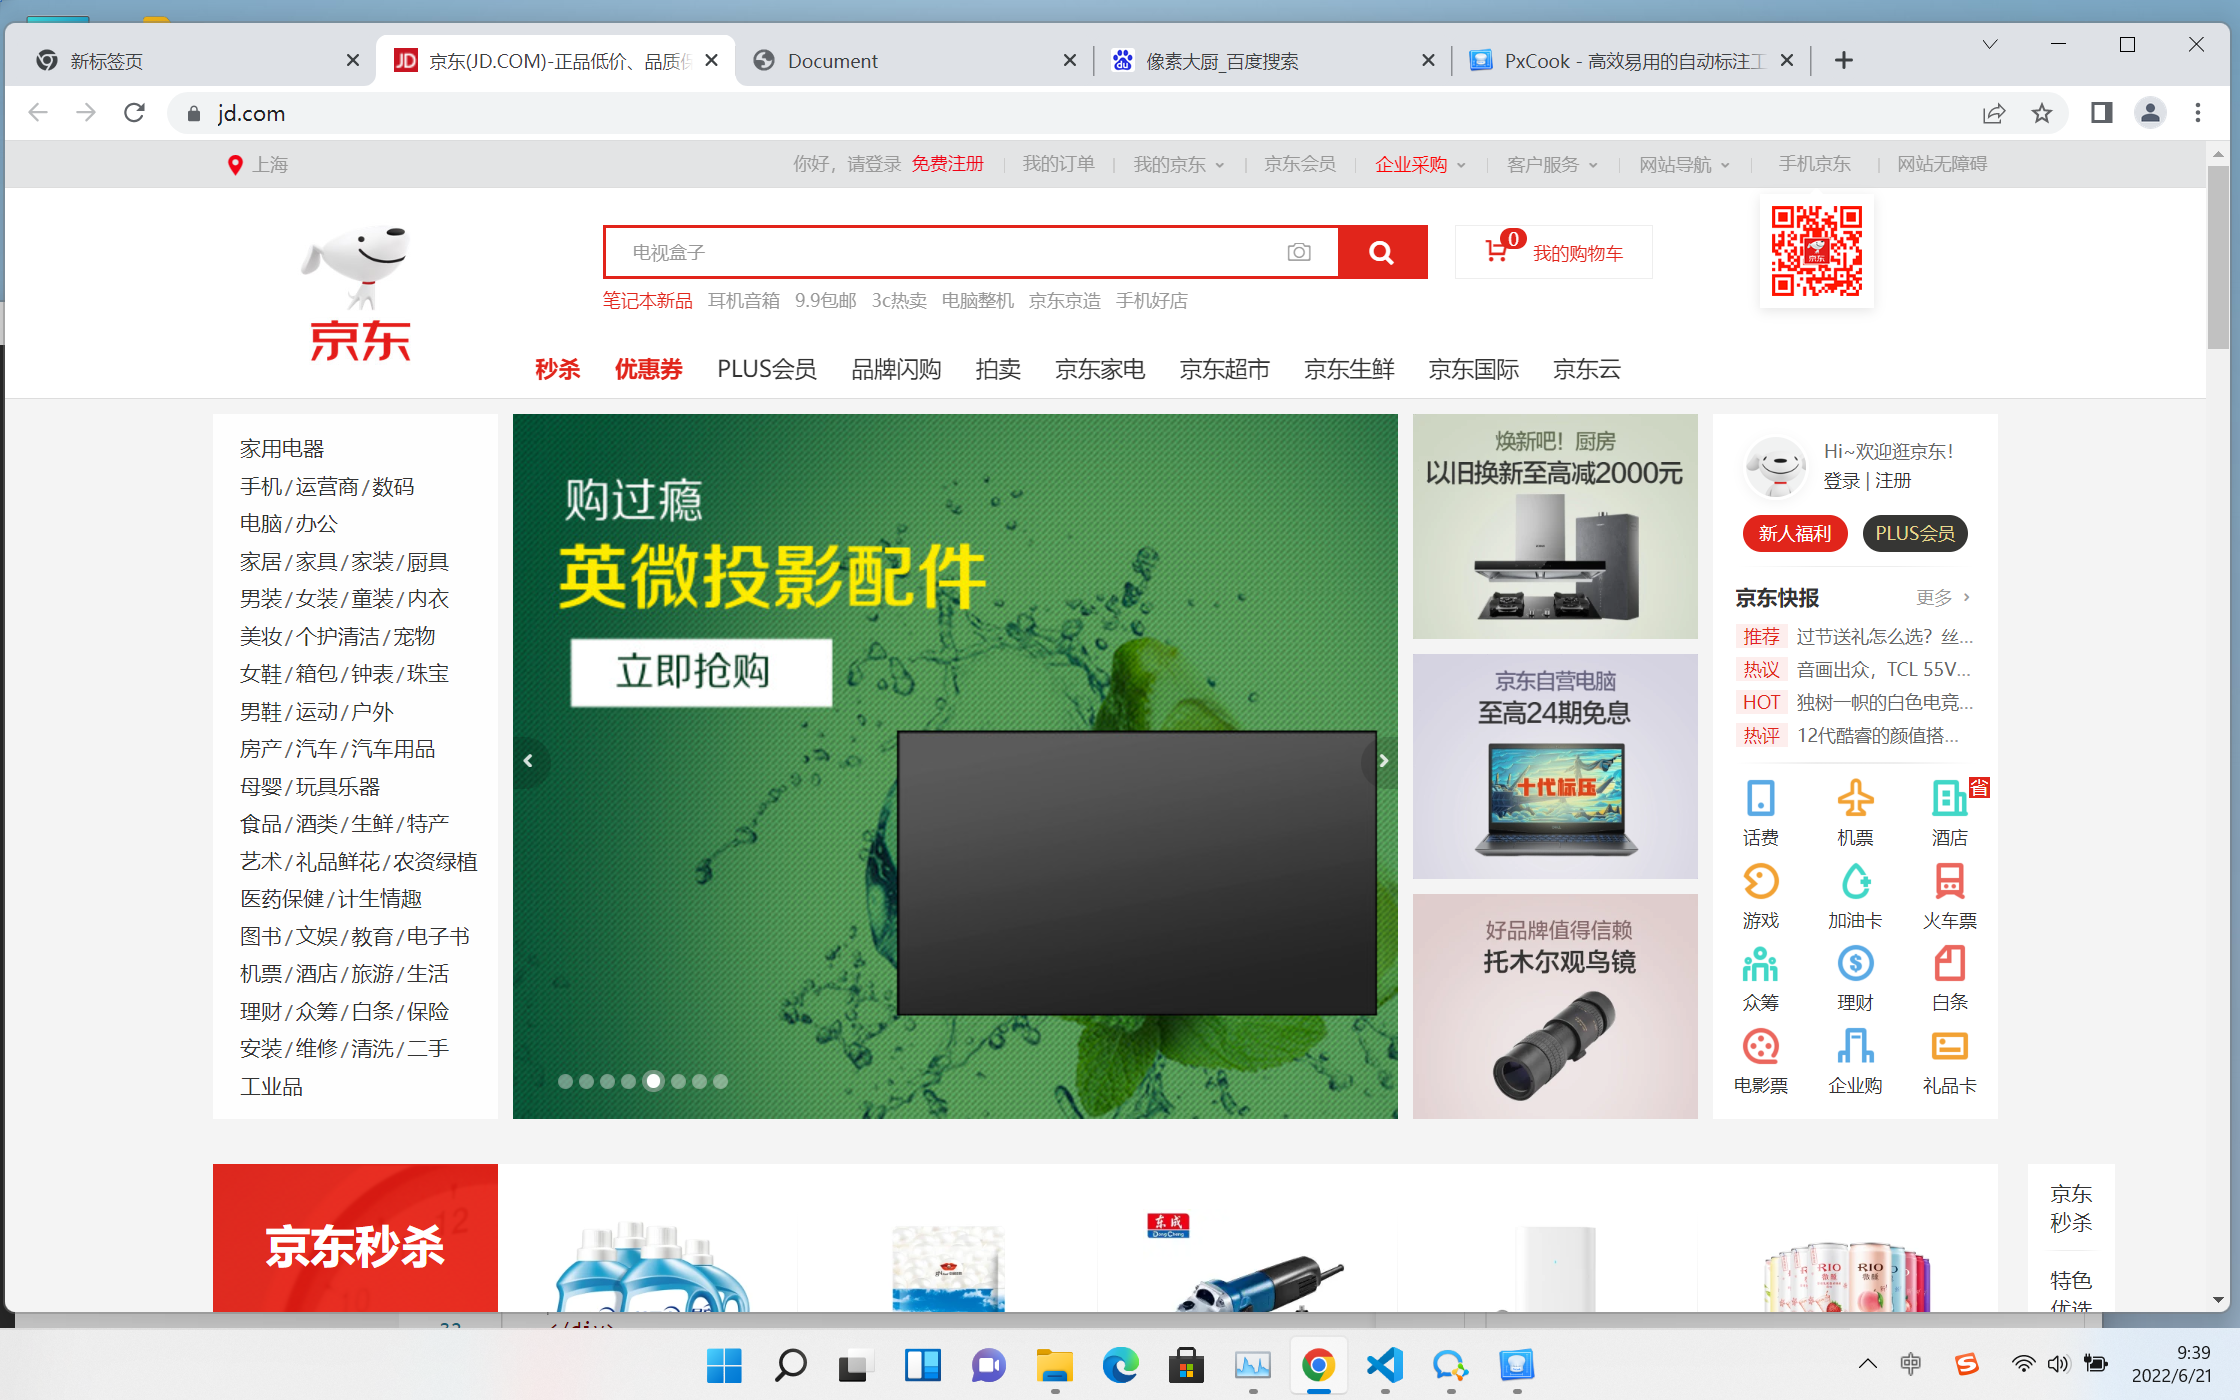 新标签页
京东(JD.COM)-正品低价、品质保
Document
像素大厨_百度搜索
PxCook - 高效易用的自动标注工
jd.com
上海
你好，请登录 免费注册
我的订单
我的京东
京东会员
企业采购
客户服务
网站导航
手机京东
网站无障碍
京东
电视盒子
0
我的购物车
京东
笔记本新品 耳机音箱 9.9包邮 3c热卖 电脑整机 京东京造 手机好店
秒杀 优惠券 PLUS会员 品牌闪购 拍卖 京东家电 京东超市 京东生鲜 京东国际 京东云
家用电器
手机/运营商/数码
电脑/办公
家居/家具/家装/厨具
男装/女装/童装/内衣
美妆/个护清洁/宠物
女鞋/箱包/钟表/珠宝
男鞋/运动/户外
房产/汽车/汽车用品
母婴/玩具乐器
食品/酒类/生鲜/特产
艺术/礼品鲜花/农资绿植
医药保健/计生情趣
图书/文娱/教育/电子书
机票/酒店/旅游/生活
理财/众筹/白条/保险
安装/维修/清洗/二手
工业品
购过瘾
英微投影配件
立即抢购
焕新吧！厨房
以旧换新至高减2000元
京东自营电脑
至高24期免息
十代标压
好品牌值得信赖
托木尔观鸟镜
Hi~欢迎逛京东！
登录 | 注册
新人福利
PLUS会员
京东快报
更多
推荐 过节送礼怎么选？丝...
热议 音画出众，TCL 55V...
HOT 独树一帜的白色电竞...
热评 12代酷睿的颜值搭...
省
话费 机票 酒店
游戏 加油卡 火车票
众筹 理财 白条
电影票 企业购 礼品卡
京东秒杀
12
10
东成
DongCheng
RIO
微醺
RIO
微醺
京东
秒杀
特色
优选
32
</div>
中
9:39
2022/6/21